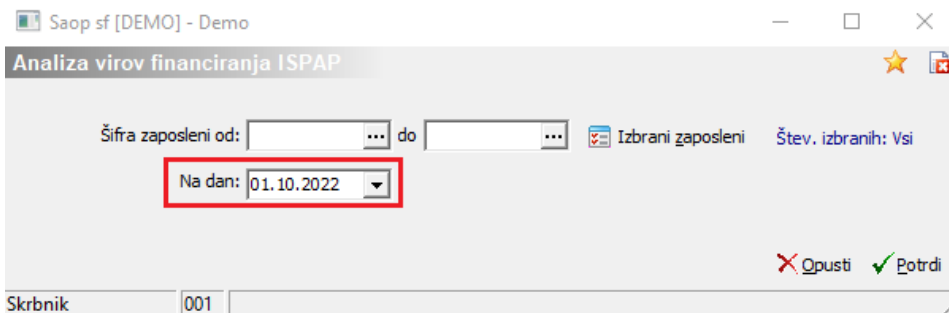 Saop sf [DEMO] - Demo
Analiza virov financiranja ISPAP
Šifra zaposleni od: ... do ... Izbrani zaposleni Štev. izbranih: Vsi
Na dan: 01.10.2022
Opusti Potrdi
Skrbnik 001